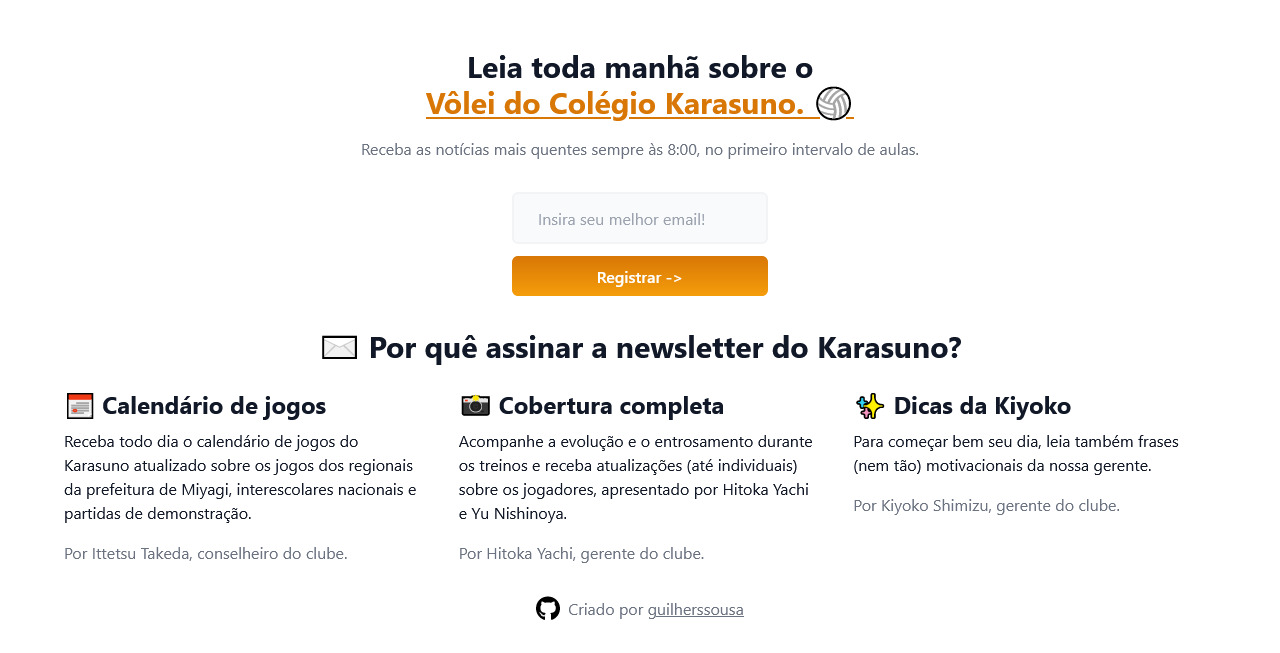 Leia toda manhã sobre o
Vôlei do Colégio Karasuno.
Receba as notícias mais quentes sempre às 8:00, no primeiro intervalo de aulas.
Insira seu melhor email!
Registrar ->
Por quê assinar a newsletter do Karasuno?
Calendário de jogos
Receba todo dia o calendário de jogos do
Karasuno atualizado sobre os jogos dos regionais
da prefeitura de Miyagi, interescolares nacionais e
partidas de demonstração.
Por Ittetsu Takeda, conselheiro do clube.
Cobertura completa
Acompanhe a evolução e o entrosamento durante
os treinos e receba atualizações (até individuais)
sobre os jogadores, apresentado por Hitoka Yachi
e Yu Nishinoya.
Por Hitoka Yachi, gerente do clube.
Dicas da Kiyoko
Para começar bem seu dia, leia também frases
(nem tão) motivacionais da nossa gerente.
Por Kiyoko Shimizu, gerente do clube.
Criado por guilherssousa